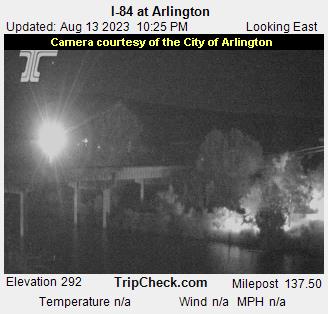 I-84 at Arlington
Updated: Aug 13 2023 10:25 PM Looking East
Camera courtesy of the City of Arlington
Elevation 292 TripCheck.com Milepost 137.50
Temperature n/a Wind n/a MPH n/a